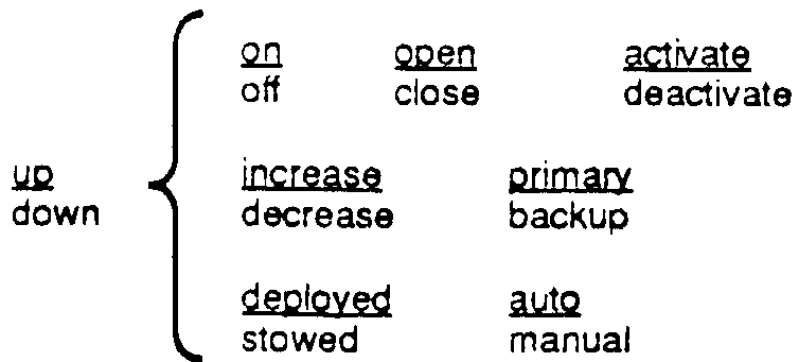 on open activate
off close deactivate
up increase primary
down decrease backup
deployed auto
stowed manual